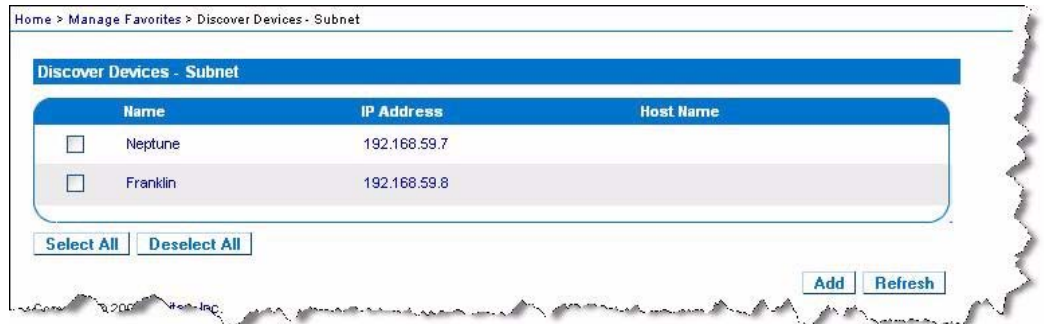 Home > Manage Favorites > Discover Devices - Subnet
Discover Devices - Subnet
Name IP Address Host Name
Neptune 192.168.59.7
Franklin 192.168.59.8
Select All Deselect All
Add Refresh